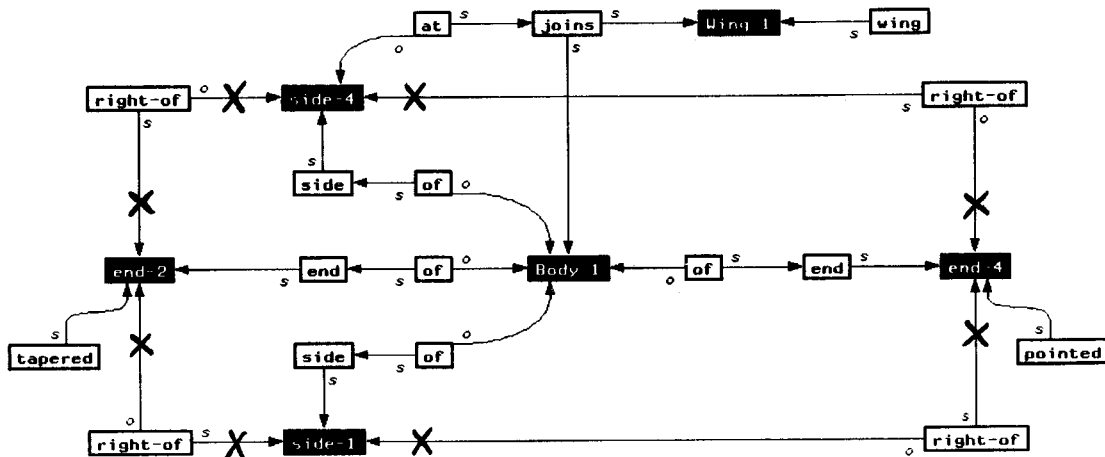 at s s joins s Wing 1 s wing
o s
right-of o side-4 s right-of
s o
s
side s of o
end-2 s end s of o Body 1 o of s end s end-4
s tapered side s of o s pointed
s
o s
right-of s side-1 o right-of